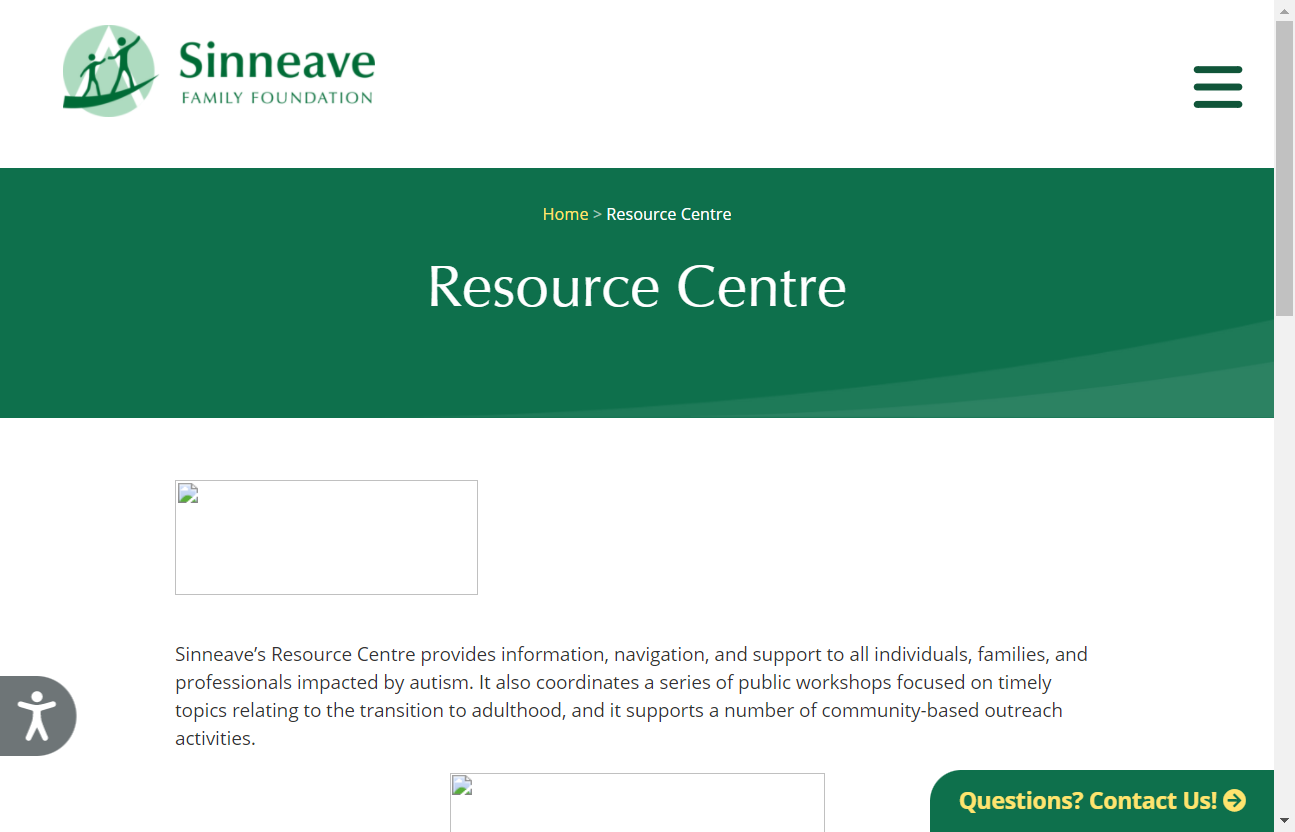 Sinneave
FAMILY FOUNDATION
Home > Resource Centre
Resource Centre
Sinneave’s Resource Centre provides information, navigation, and support to all individuals, families, and
professionals impacted by autism. It also coordinates a series of public workshops focused on timely
topics relating to the transition to adulthood, and it supports a number of community-based outreach
activities.
Questions? Contact Us!